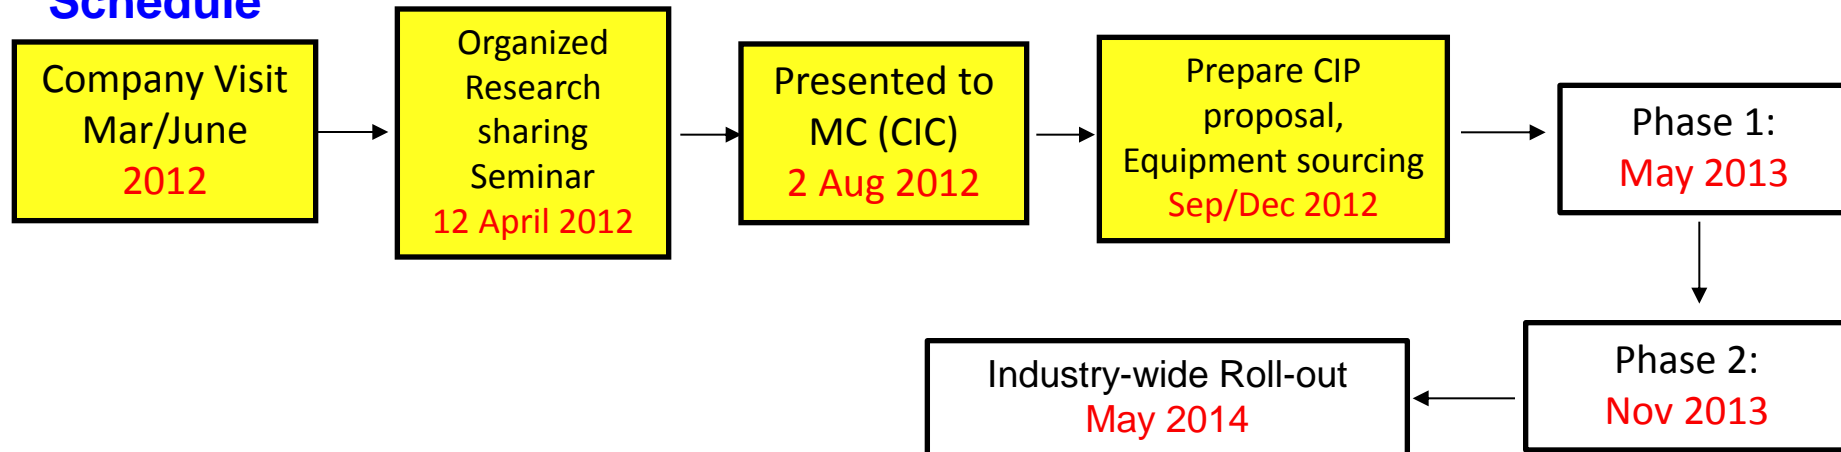 Schedule
Company Visit
Mar/June
2012
Organized
Research
sharing
Seminar
12 April 2012
Presented to
MC (CIC)
2 Aug 2012
Prepare CIP
proposal,
Equipment sourcing
Sep/Dec 2012
Phase 1:
May 2013
Phase 2:
Nov 2013
Industry-wide Roll-out
May 2014